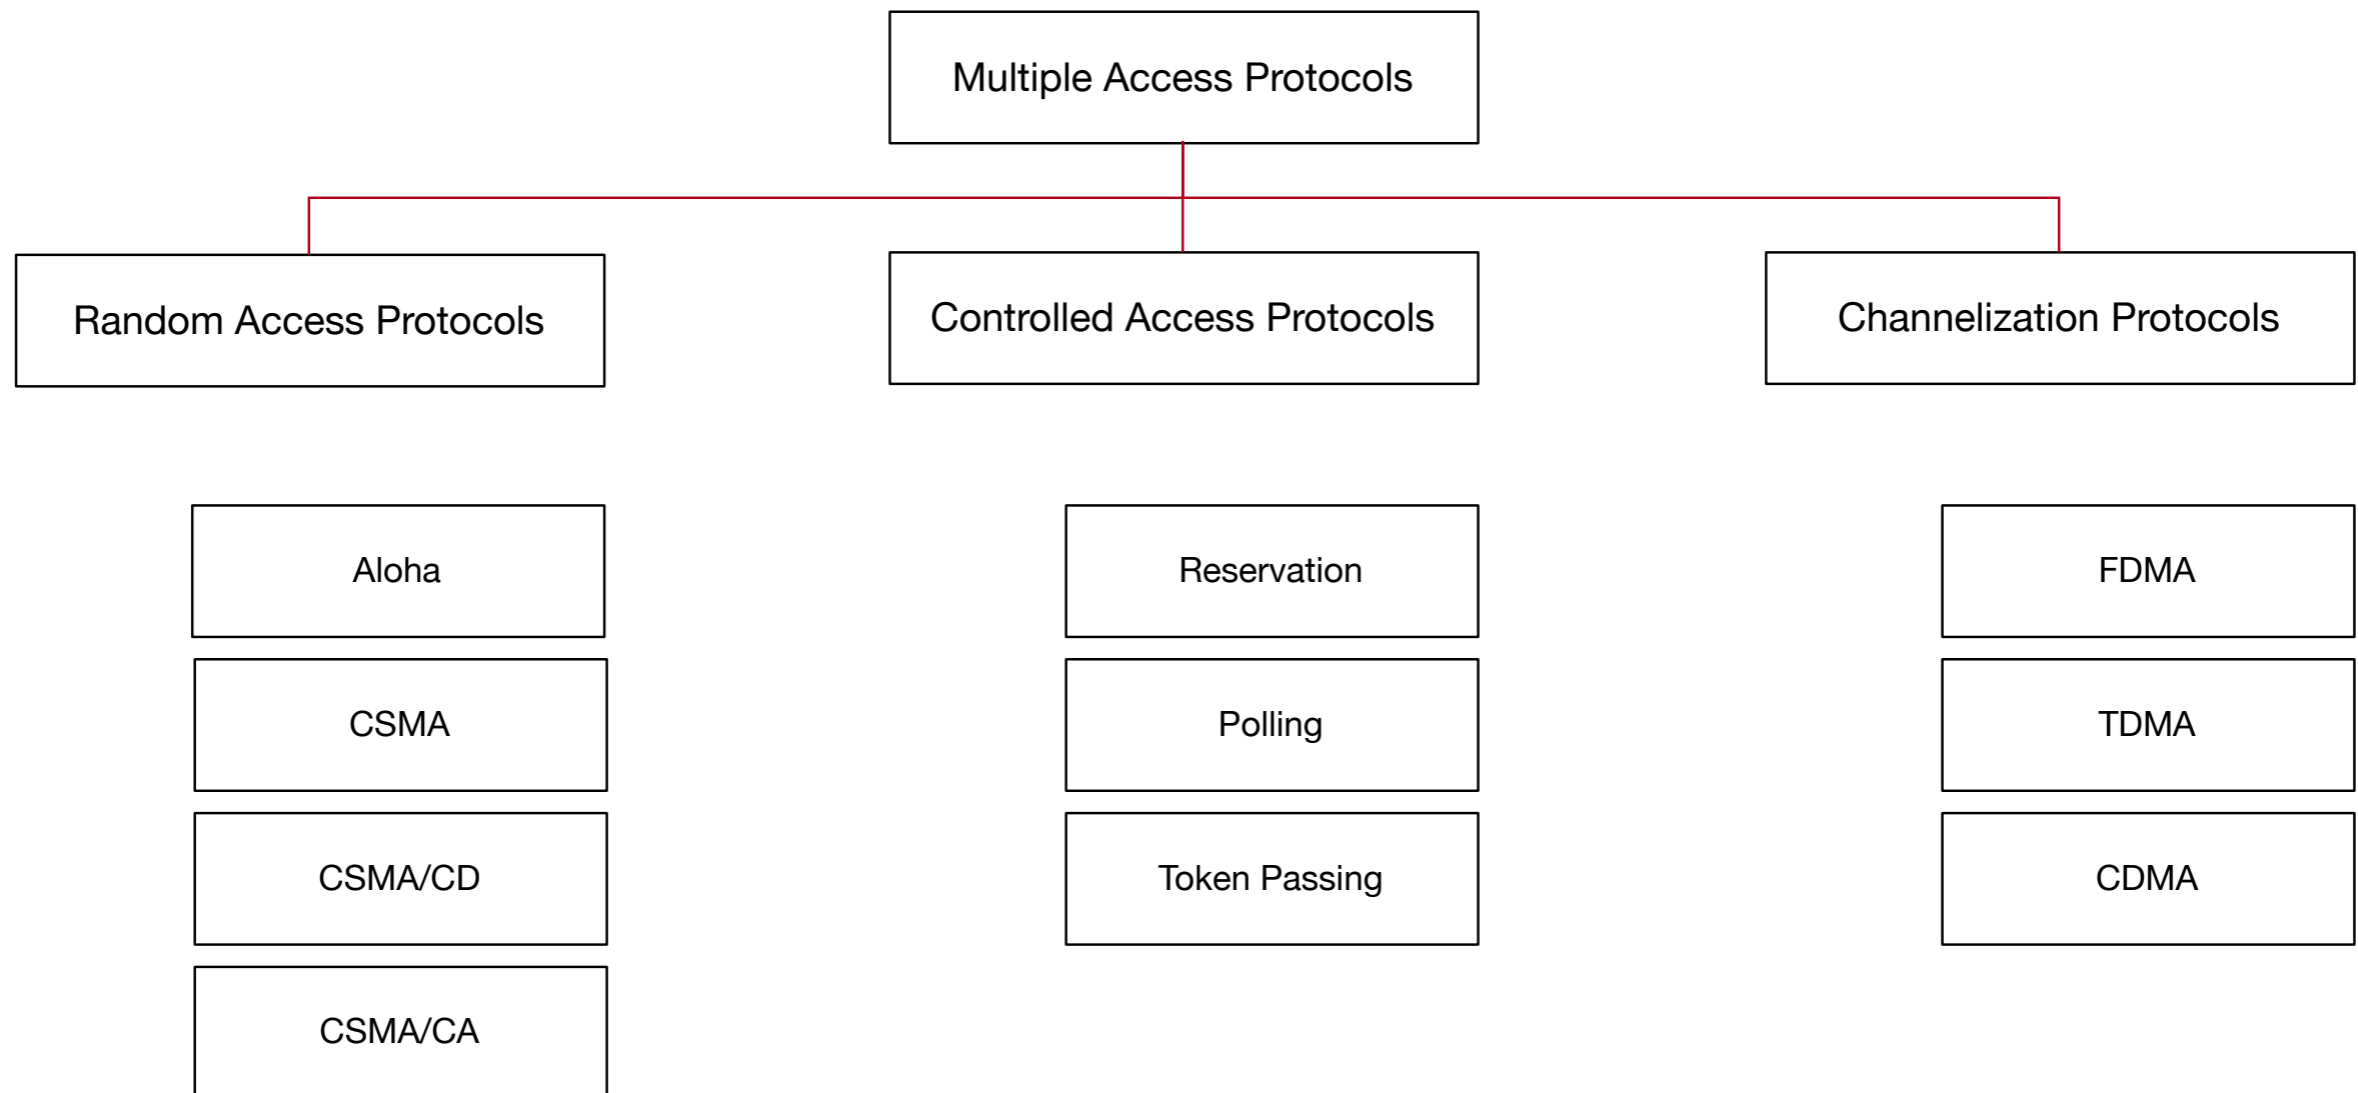 Multiple Access Protocols
Random Access Protocols
Controlled Access Protocols
Channelization Protocols
Aloha
Reservation
FDMA
CSMA
Polling
TDMA
CSMA/CD
Token Passing
CDMA
CSMA/CA